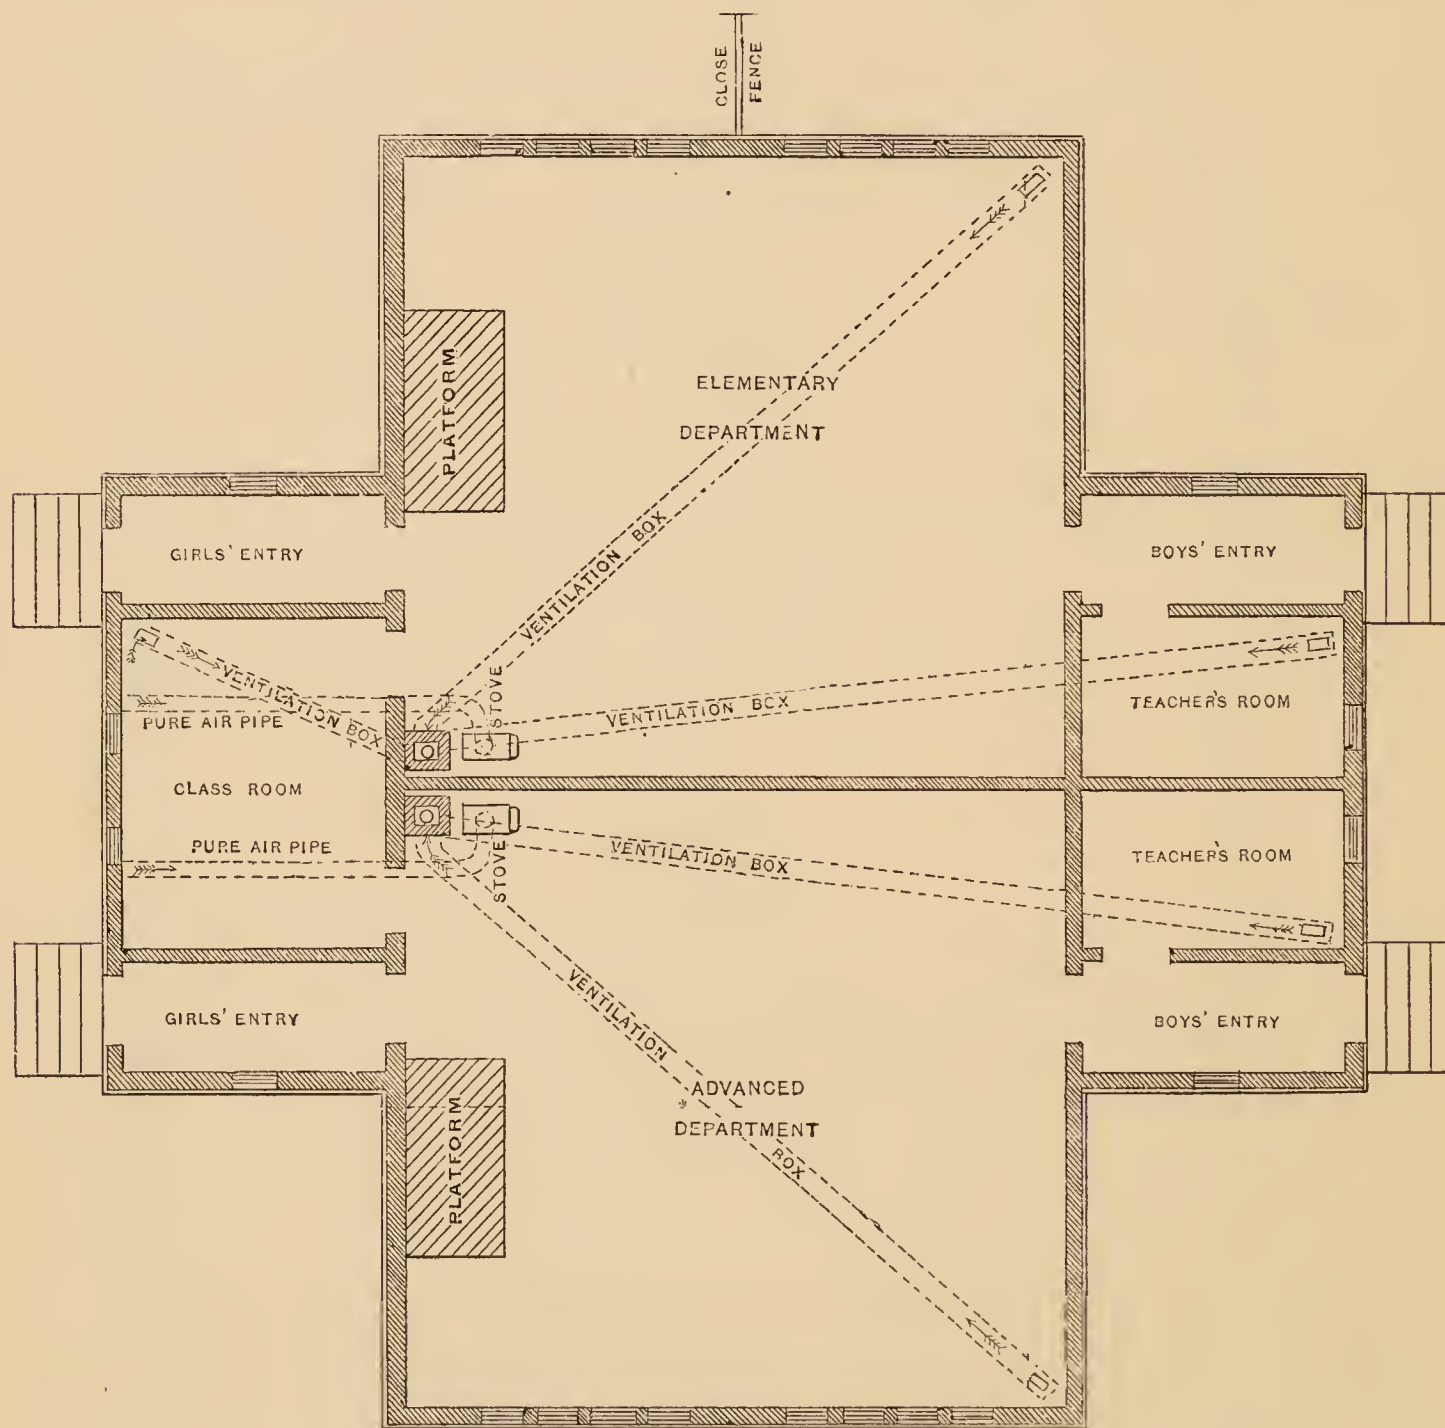 CLOSE
FENCE
PLATFORM
ELEMENTARY
DEPARTMENT
VENTILATION BOX
GIRLS' ENTRY
BOYS' ENTRY
VENTILATION BOX
PURE AIR PIPE
STOVE
VENTILATION BOX
TEACHER'S ROOM
CLASS ROOM
PURE AIR PIPE
STOVE
VENTILATION BOX
TEACHER'S ROOM
GIRLS' ENTRY
VENTILATION BOX
BOYS' ENTRY
PLATFORM
ADVANCED
DEPARTMENT